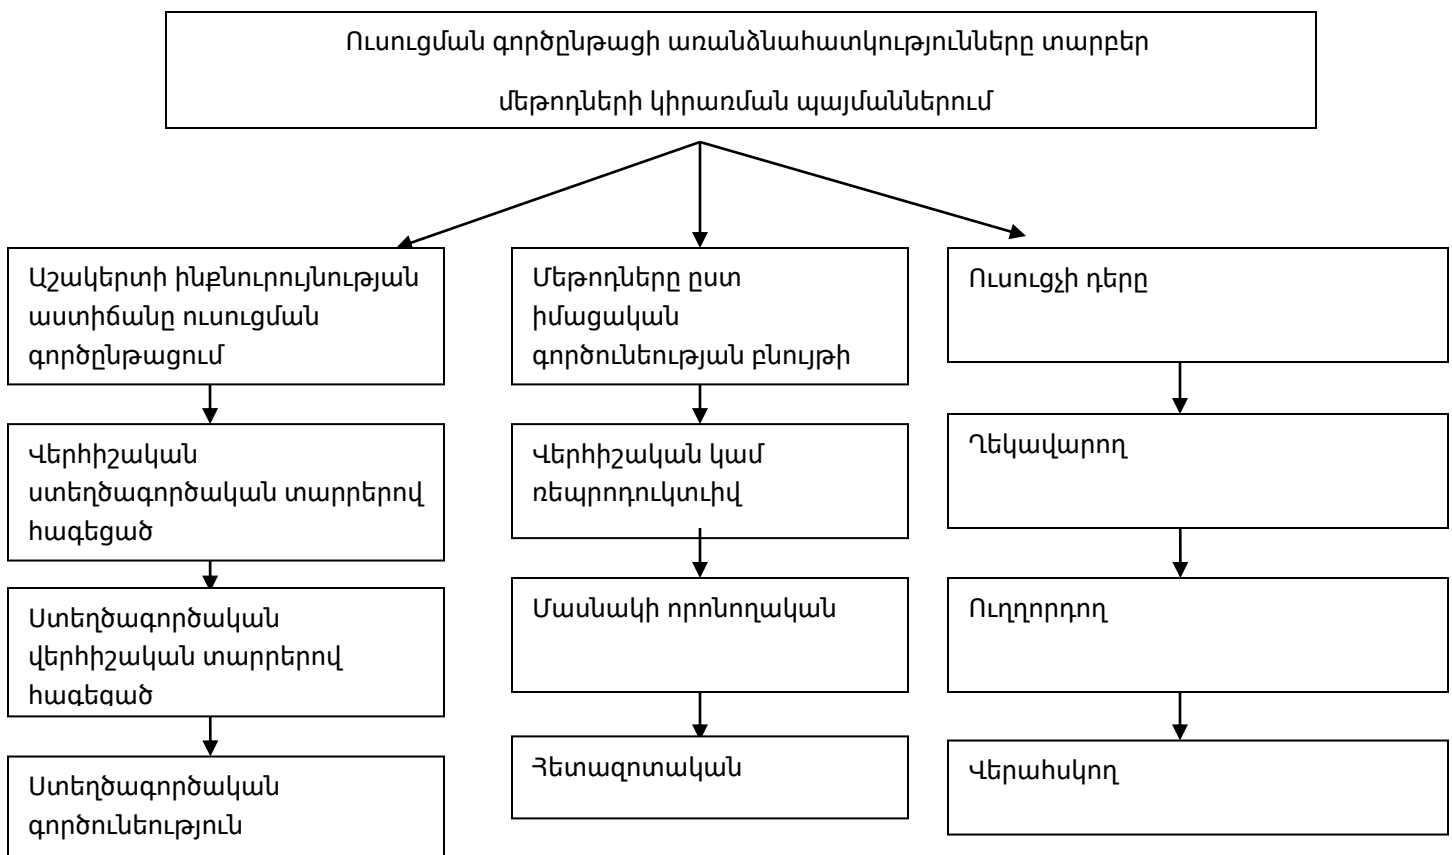 Ուսուցման գործընթացի առանձնահատկությունները տարբեր
մեթոդների կիրառման պայմաններում
Աշակերտի ինքնուրույնության
աստիճանը ուսուցման
գործընթացում
Վերհիշական
ստեղծագործական տարրերով
հագեցած
Ստեղծագործական
վերհիշական տարրերով
հագեցած
Ստեղծագործական
գործունեություն
Մեթոդները ըստ
իմացական
գործունեության բնույթի
Վերհիշական կամ
ռեպրոդուկտւիվ
Մասնակի որոնողական
Հետազոտական
Ուսուցչի դերը
Ղեկավարող
Ուղղորդող
Վերահսկող